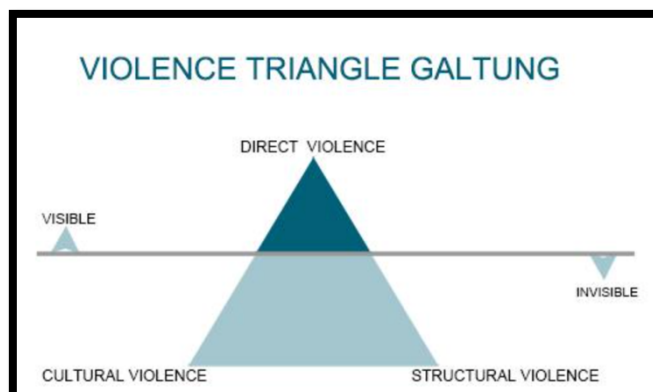 VIOLENCE TRIANGLE GALTUNG
DIRECT VIOLENCE
VISIBLE
INVISIBLE
CULTURAL VIOLENCE
STRUCTURAL VIOLENCE